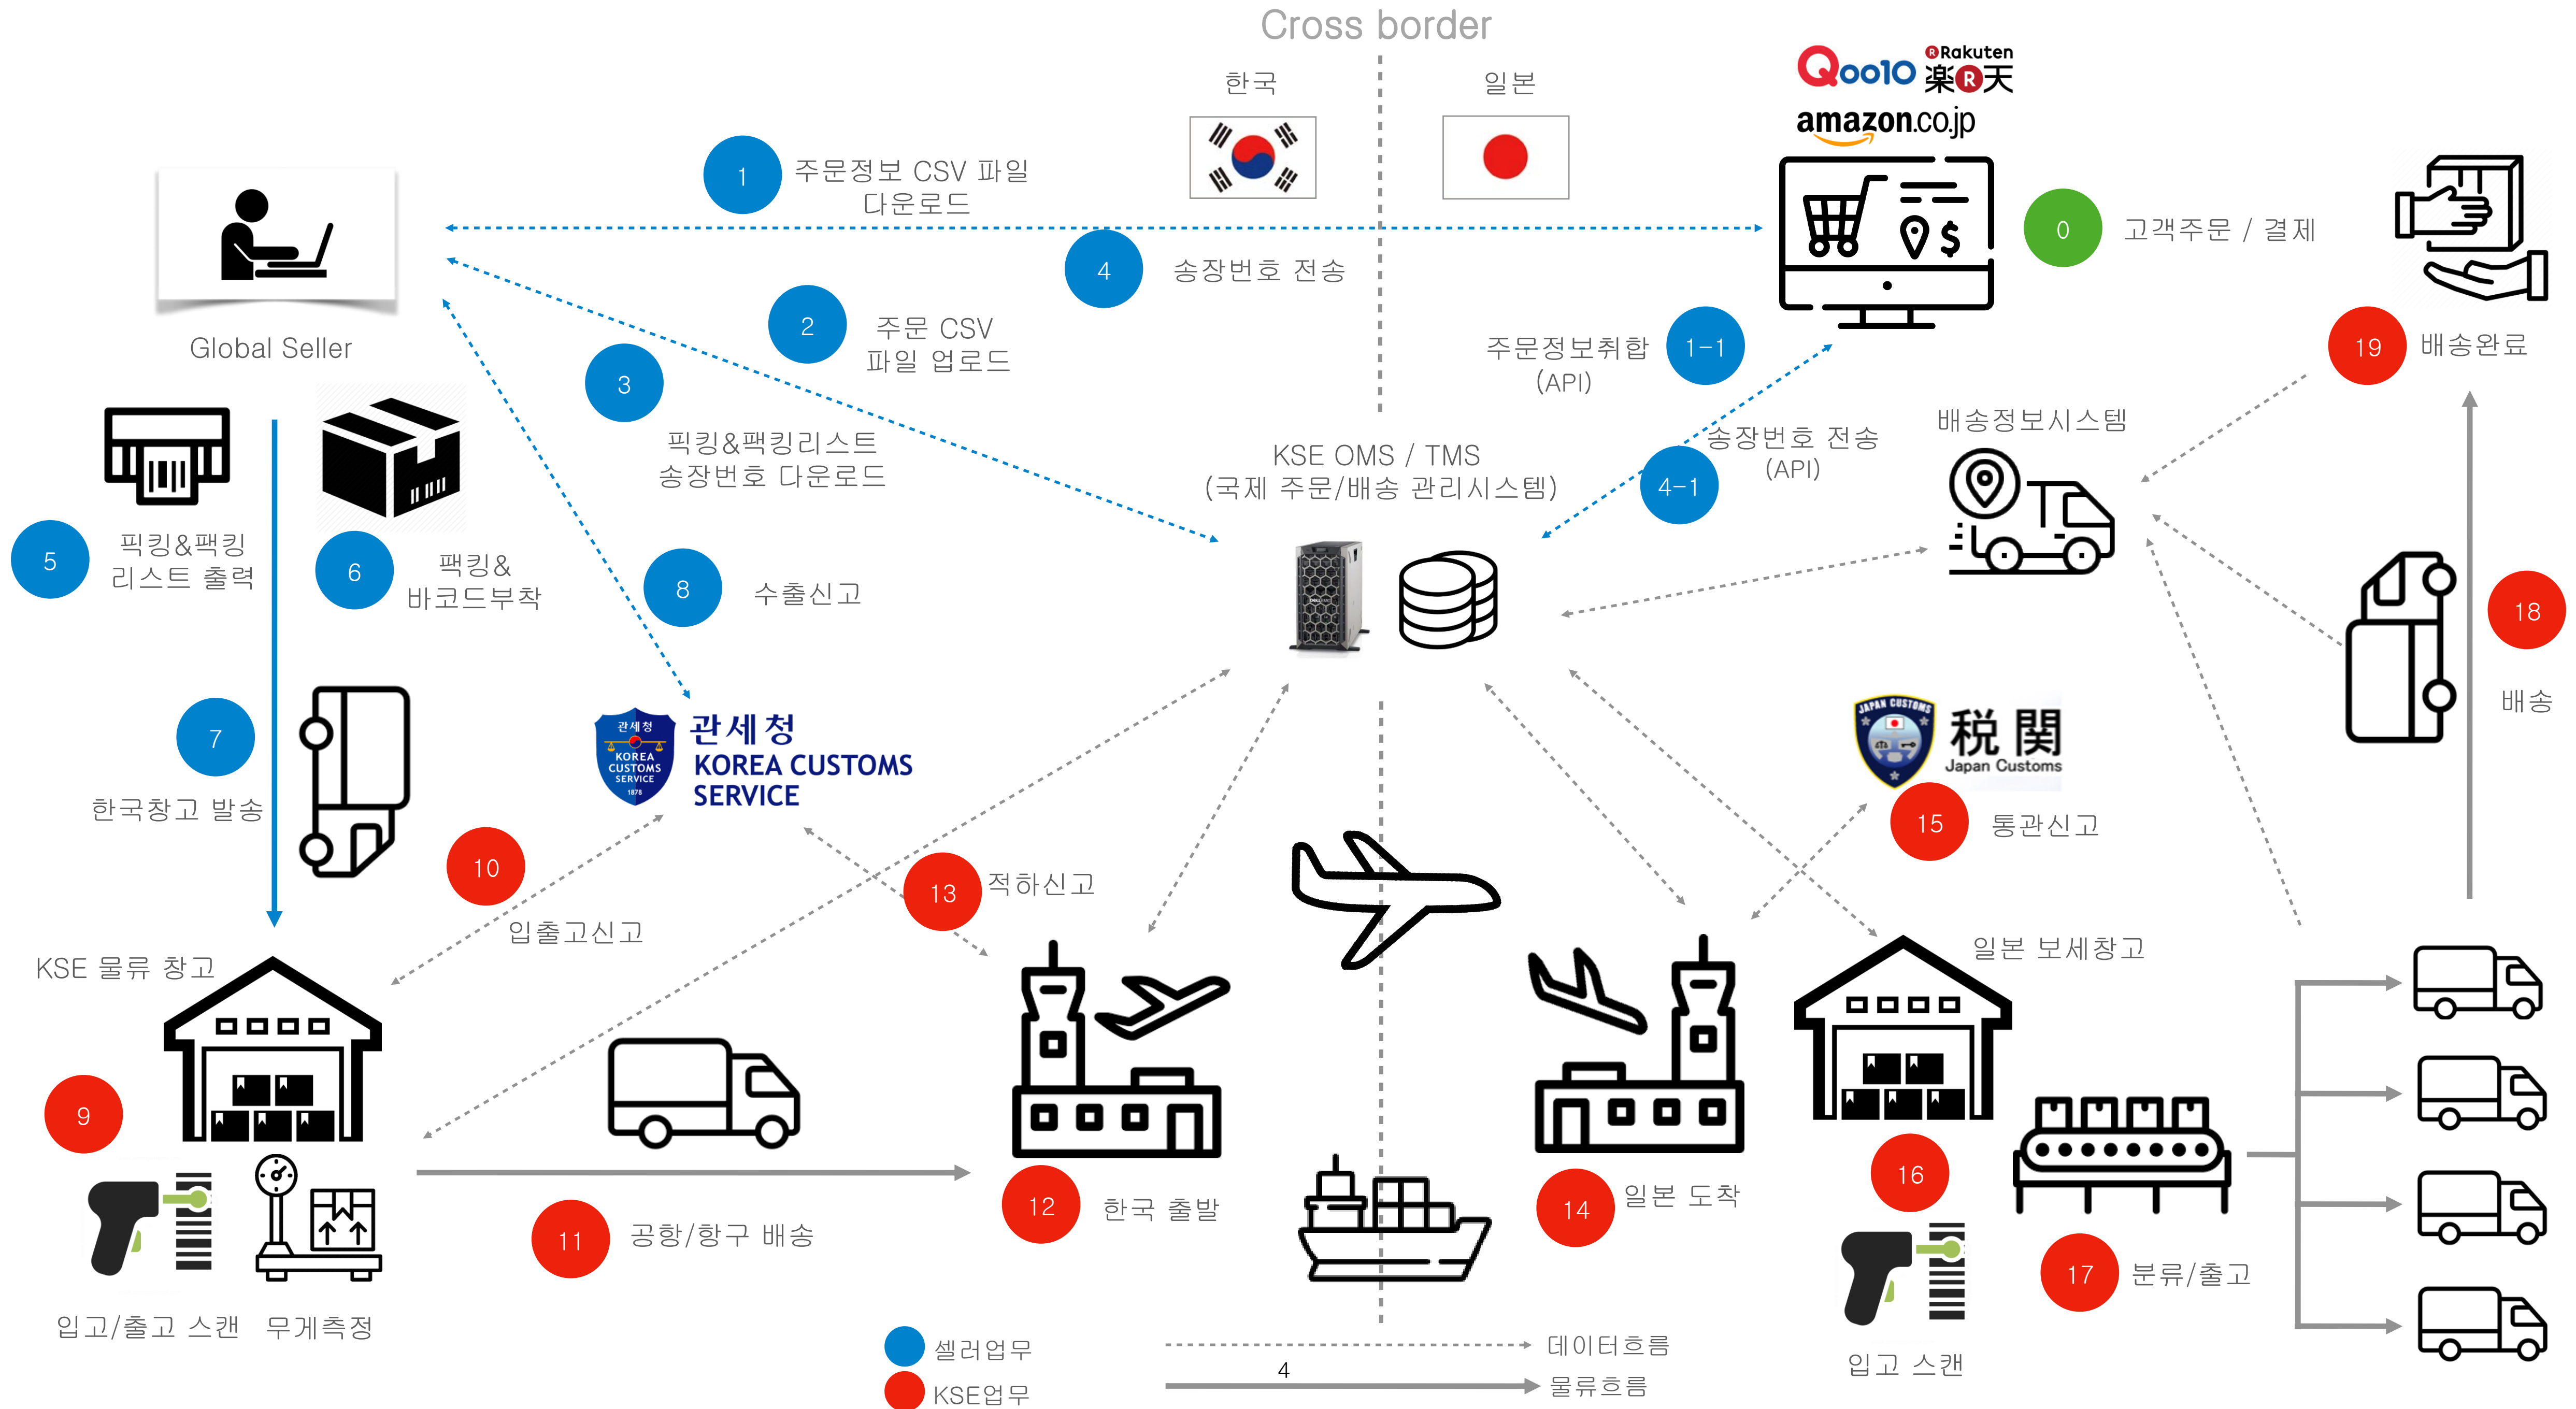 Cross border
한국
일본
Qoo10
Rakuten
楽R天
amazon.co.jp
1
주문정보 CSV 파일
다운로드
4
송장번호 전송
0
고객주문 / 결제
Global Seller
2
주문 CSV
파일 업로드
3
픽킹&팩킹리스트
송장번호 다운로드
주문정보취합
(API)
1-1
송장번호 전송
(API)
4-1
19
배송완료
배송정보시스템
KSE OMS / TMS
(국제 주문/배송 관리시스템)
5
픽킹&팩킹
리스트 출력
6
팩킹&
바코드부착
8
수출신고
18
배송
7
한국창고 발송
관세청
KOREA
CUSTOMS
SERVICE
1878
관세청
KOREA CUSTOMS
SERVICE
JAPAN CUSTOMS
税関
Japan Customs
15
통관신고
10
입출고신고
13
적하신고
KSE 물류 창고
일본 보세창고
9
11
공항/항구 배송
12
한국 출발
14
일본 도착
16
17
분류/출고
입고/출고 스캔
무게측정
입고 스캔
셀러업무
KSE업무
데이터흐름
4
물류흐름